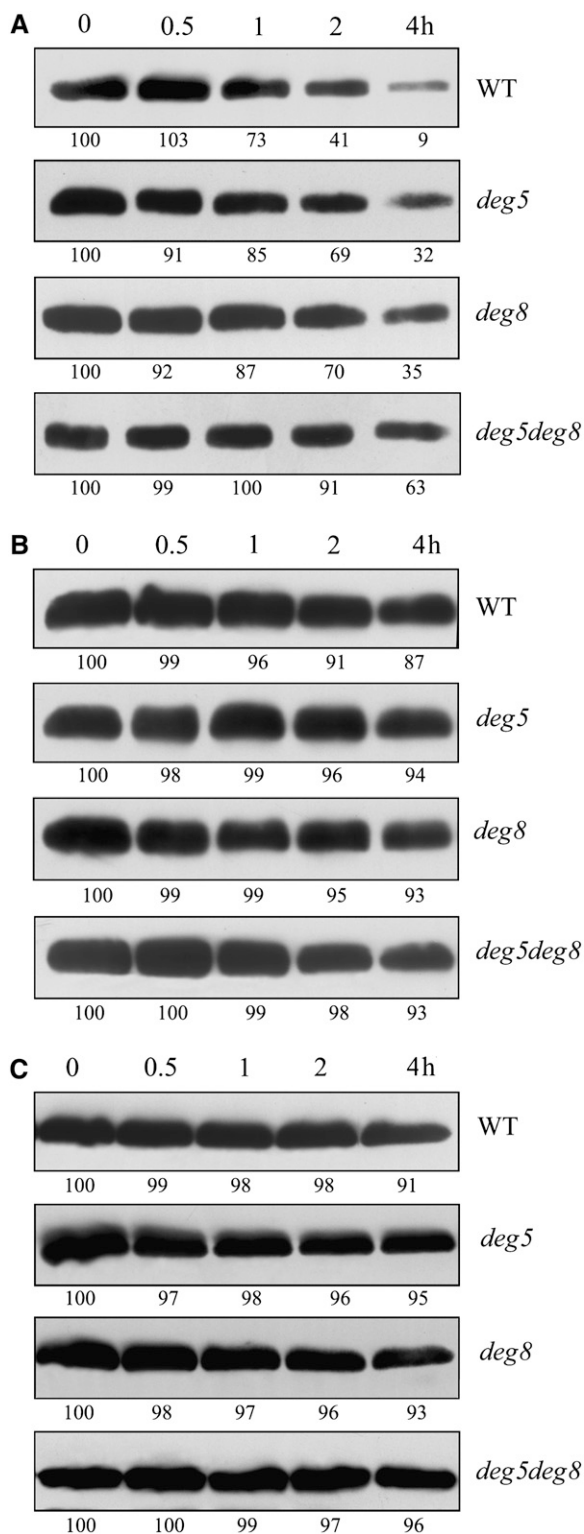 A 0 0.5 1 2 4h
WT
100 103 73 41 9
deg5
100 91 85 69 32
deg8
100 92 87 70 35
deg5deg8
100 99 100 91 63
B 0 0.5 1 2 4h
WT
100 99 96 91 87
deg5
100 98 99 96 94
deg8
100 99 99 95 93
deg5deg8
100 100 99 98 93
C 0 0.5 1 2 4h
WT
100 99 98 98 91
deg5
100 97 98 96 95
deg8
100 98 97 96 93
deg5deg8
100 100 99 97 96